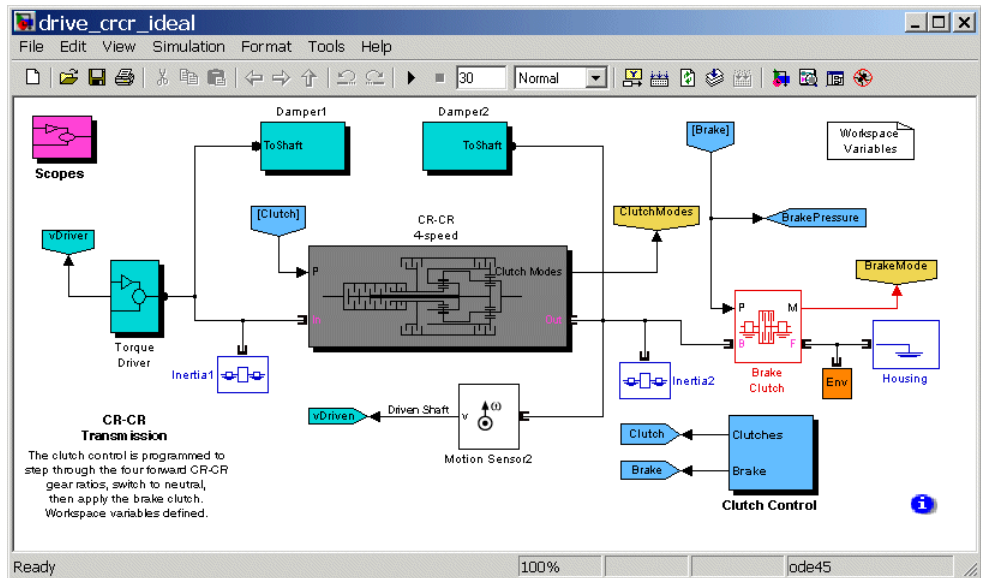 drive_crcr_ideal
File Edit View Simulation Format Tools Help
30 Normal
Damper1
Damper2
ToShaft
ToShaft
[Brake]
Workspace
Variables
Scopes
[Clutch]
CR-CR
4-speed
ClutchModes
BrakePressure
vDriver
P
Clutch Modes
In
Out
BrakeMode
P
M
B
F
Torque
Driver
Inertia1
Inertia2
Brake
Clutch
Env
Housing
vDriven
Driven Shaft
v
ω
Motion Sensor2
CR-CR
Transmission
The clutch control is programmed to
step through the four forward CR-CR
gear ratios, switch to neutral,
then apply the brake clutch.
Workspace variables defined.
Clutch
Clutches
Brake
Brake
Clutch Control
i
Ready
100%
ode45